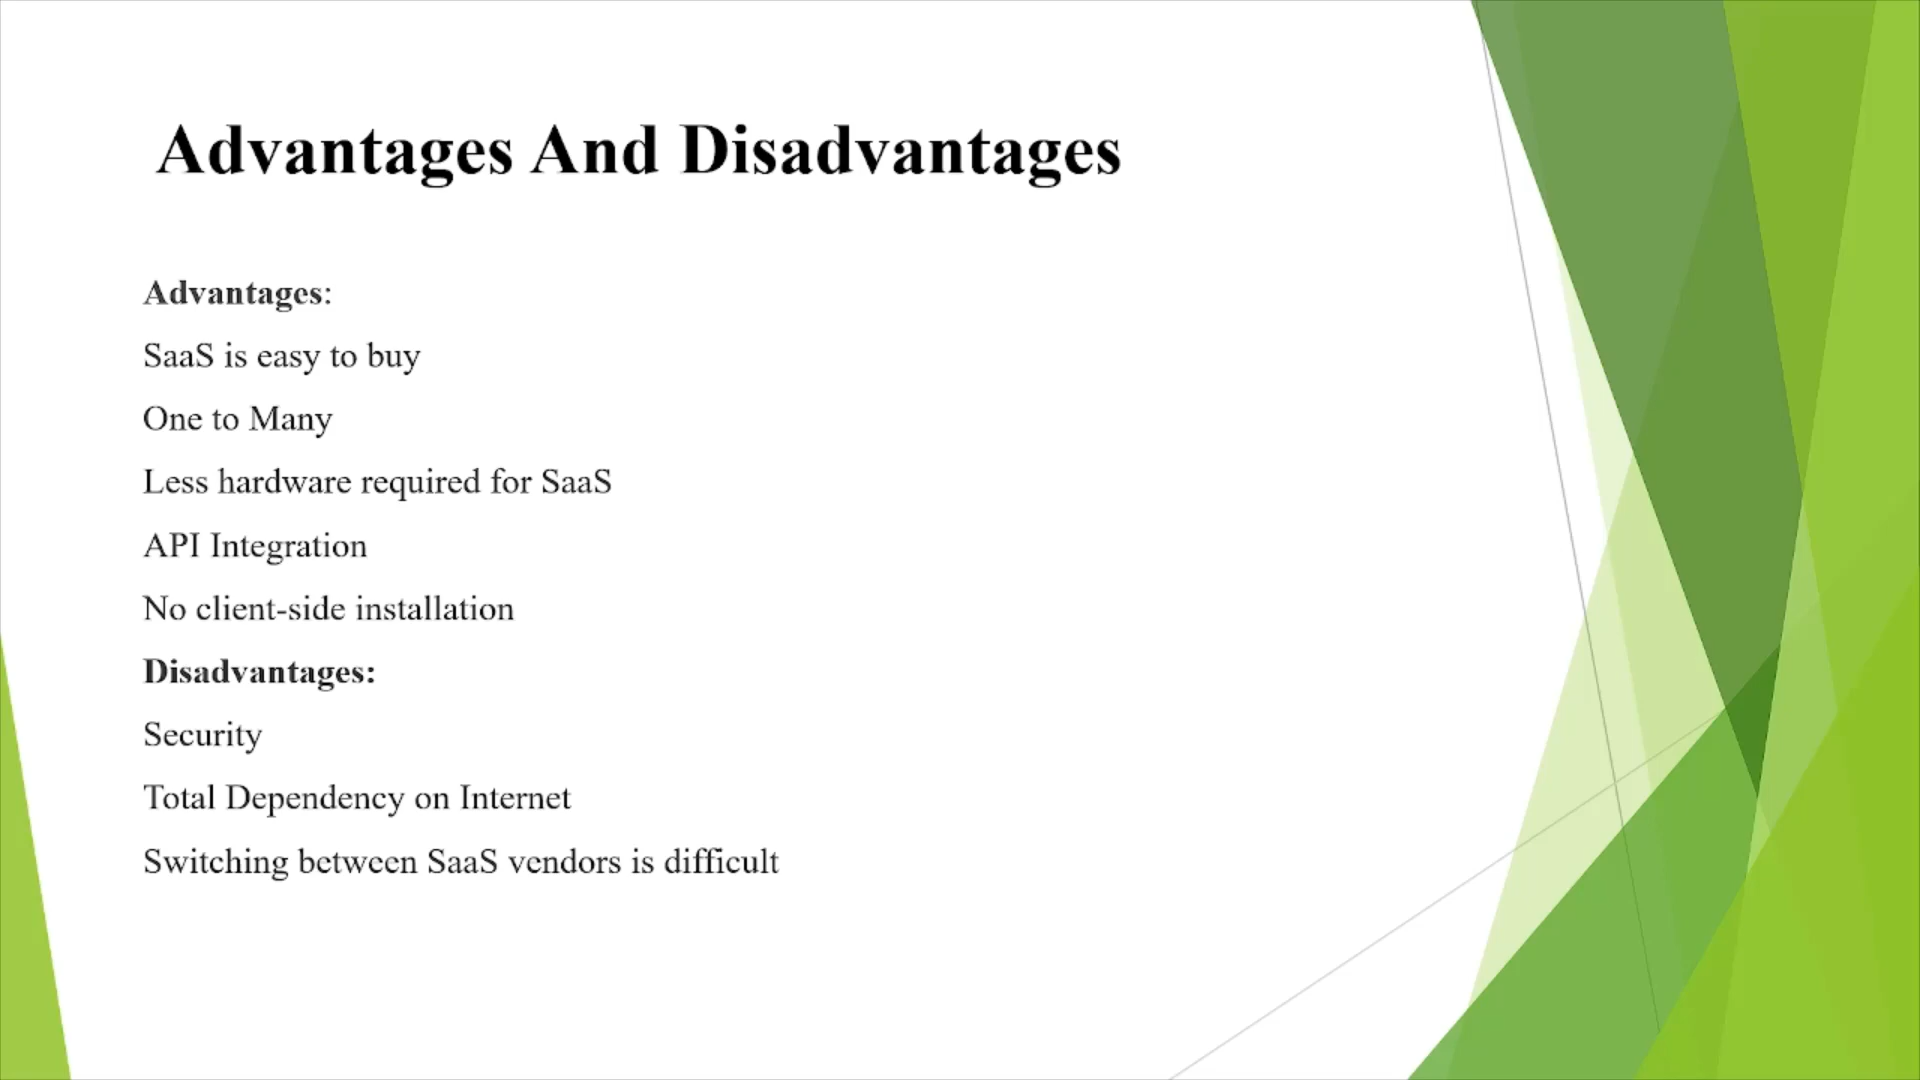 Advantages And Disadvantages
Advantages:
SaaS is easy to buy
One to Many
Less hardware required for SaaS
API Integration
No client-side installation
Disadvantages:
Security
Total Dependency on Internet
Switching between SaaS vendors is difficult